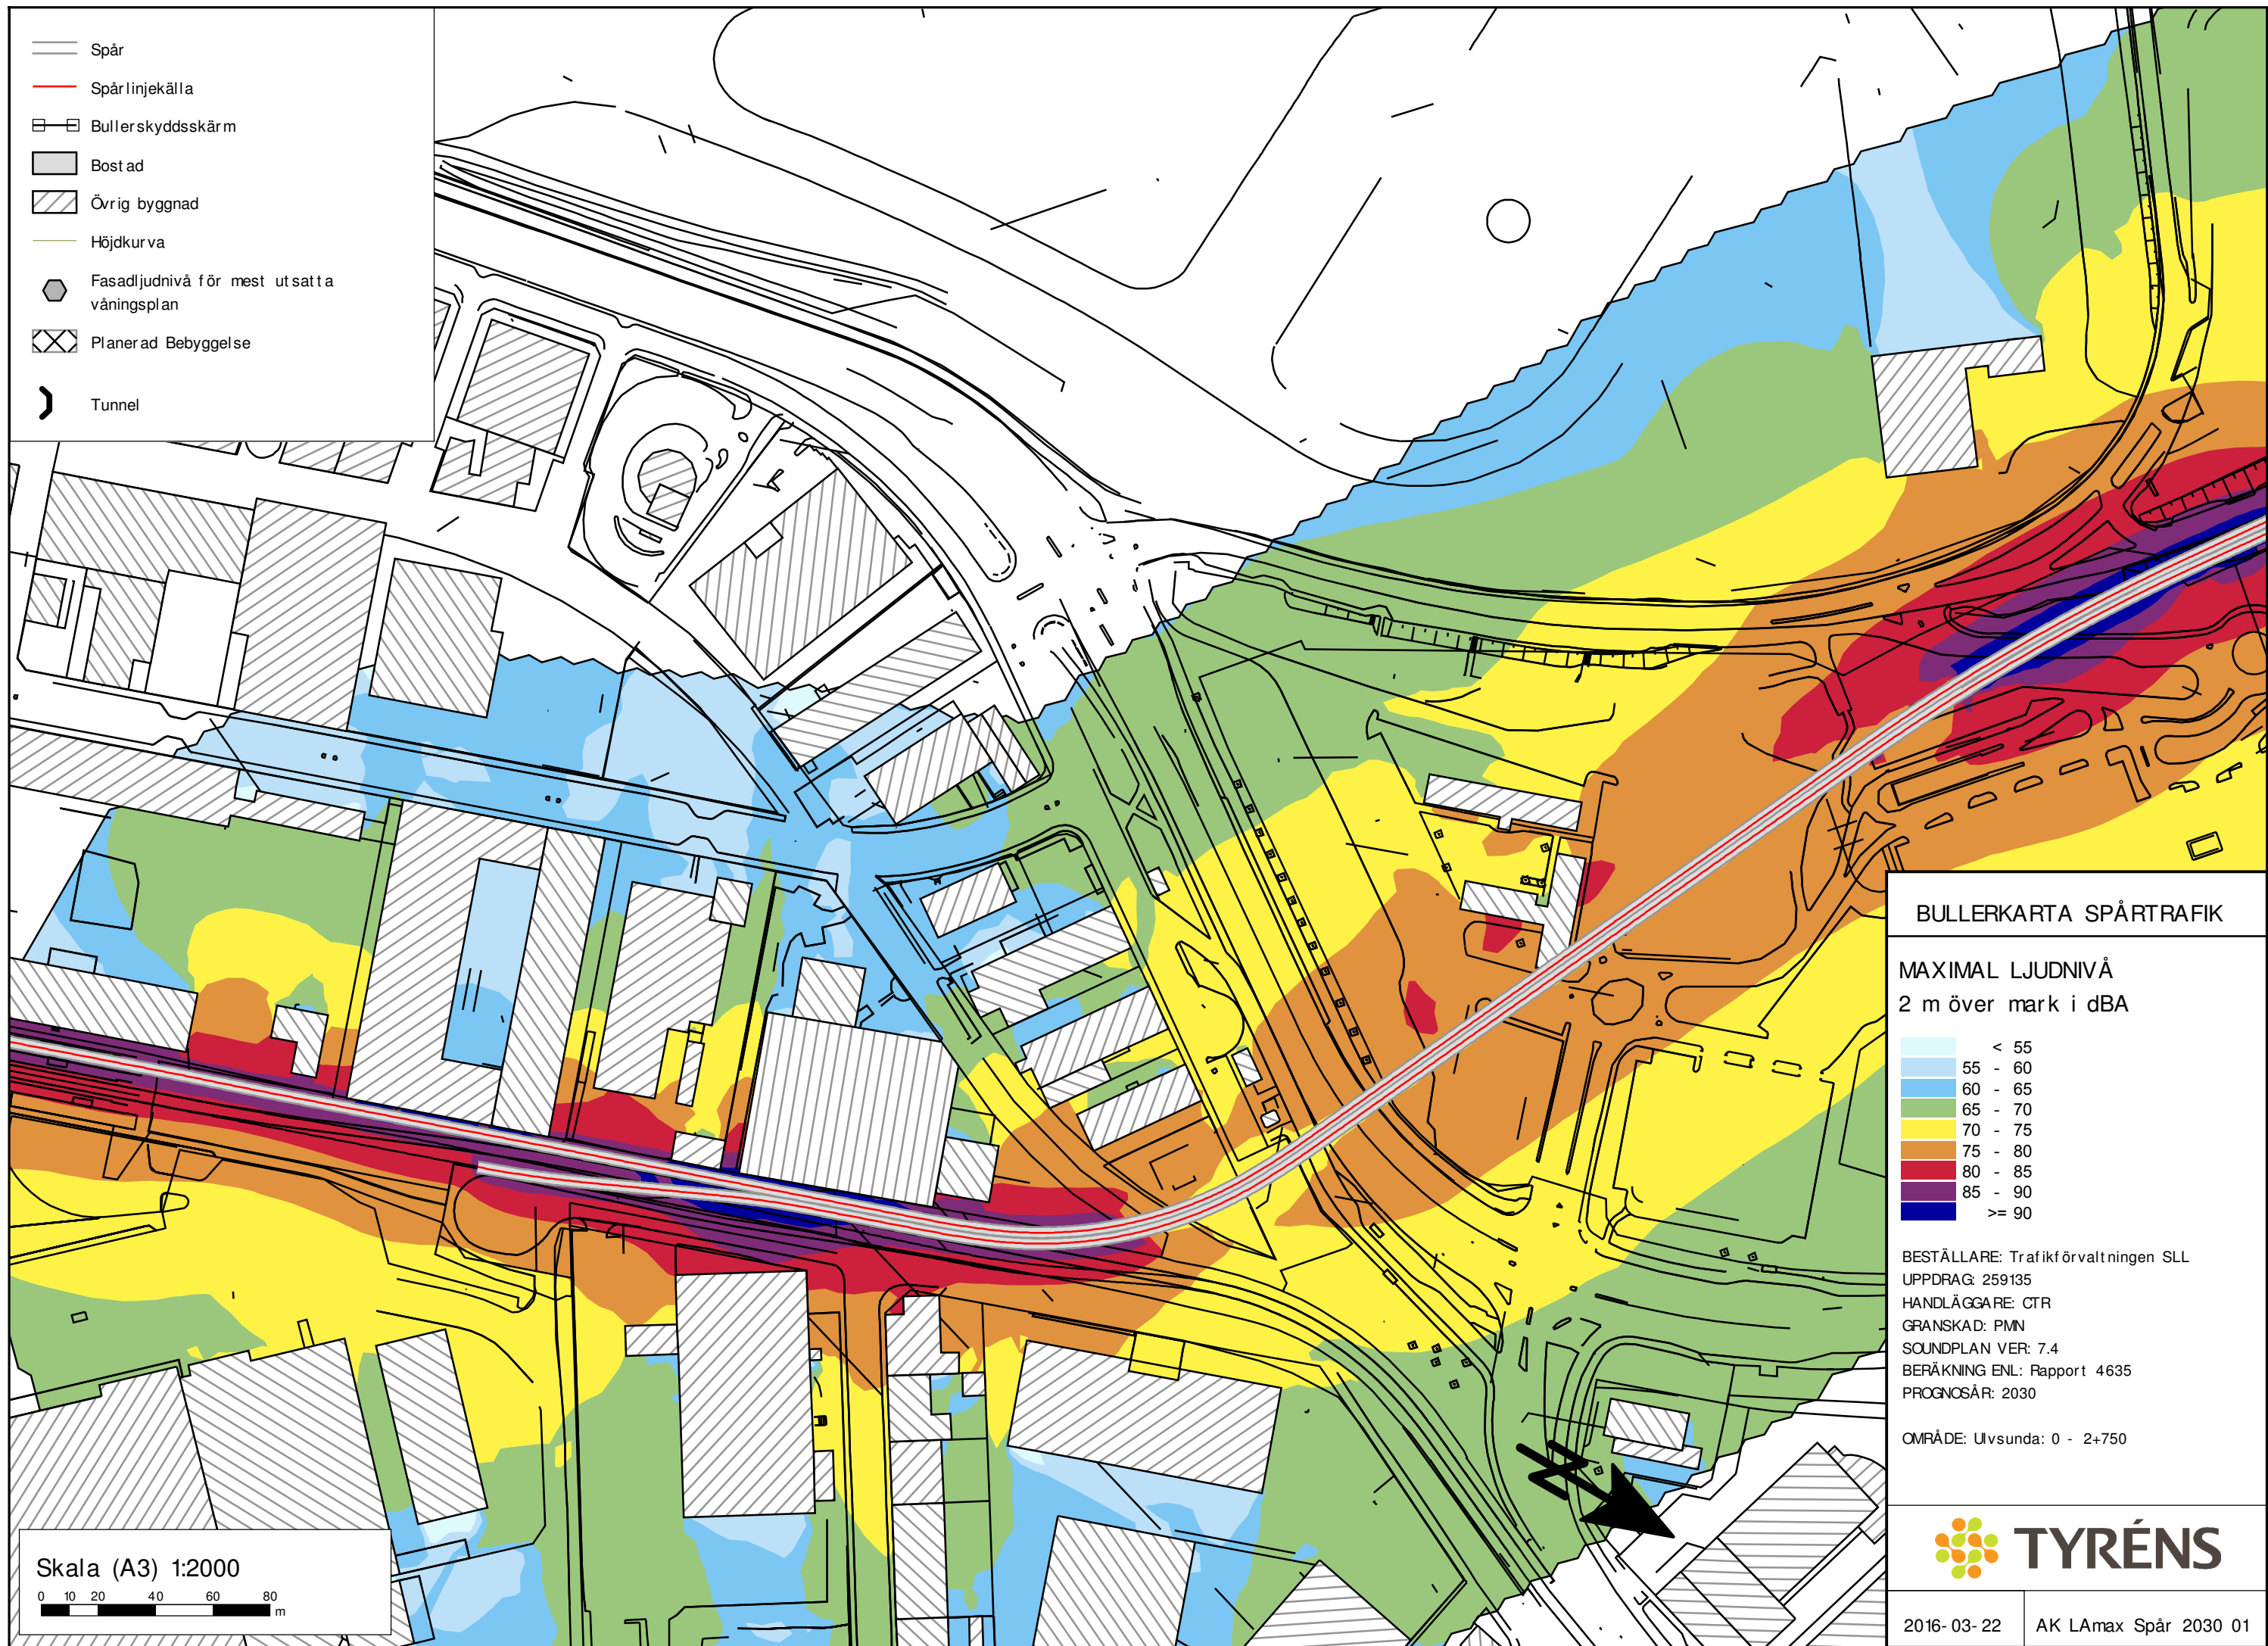 Spår
Spårlinjekälla
Bullerskyddsskärm
Bostad
Övrig byggnad
Höjdkurva
Fasadljudnivå för mest utsatta
våningsplan
Planerad Bebyggelse
Tunnel
BULLERKARTA SPÅRTRAFIK
MAXIMAL LJUDNIVÅ
2 m över mark i dBA
< 55
55 - 60
60 - 65
65 - 70
70 - 75
75 - 80
80 - 85
85 - 90
>= 90
BESTÄLLARE: Trafikförvaltningen SLL
UPPDRAG: 259135
HANDLÄGGARE: CTR
GRANSKAD: PMN
SOUNDPLAN VER: 7.4
BERÄKNING ENL: Rapport 4635
PROGNOSÅR: 2030
OMRÅDE: Ulvsunda: 0 - 2+750
N
Skala (A3) 1:2000
0 10 20 40 60 80
m
TYRÉNS
2016-03-22
AK LAmax Spår 2030 01